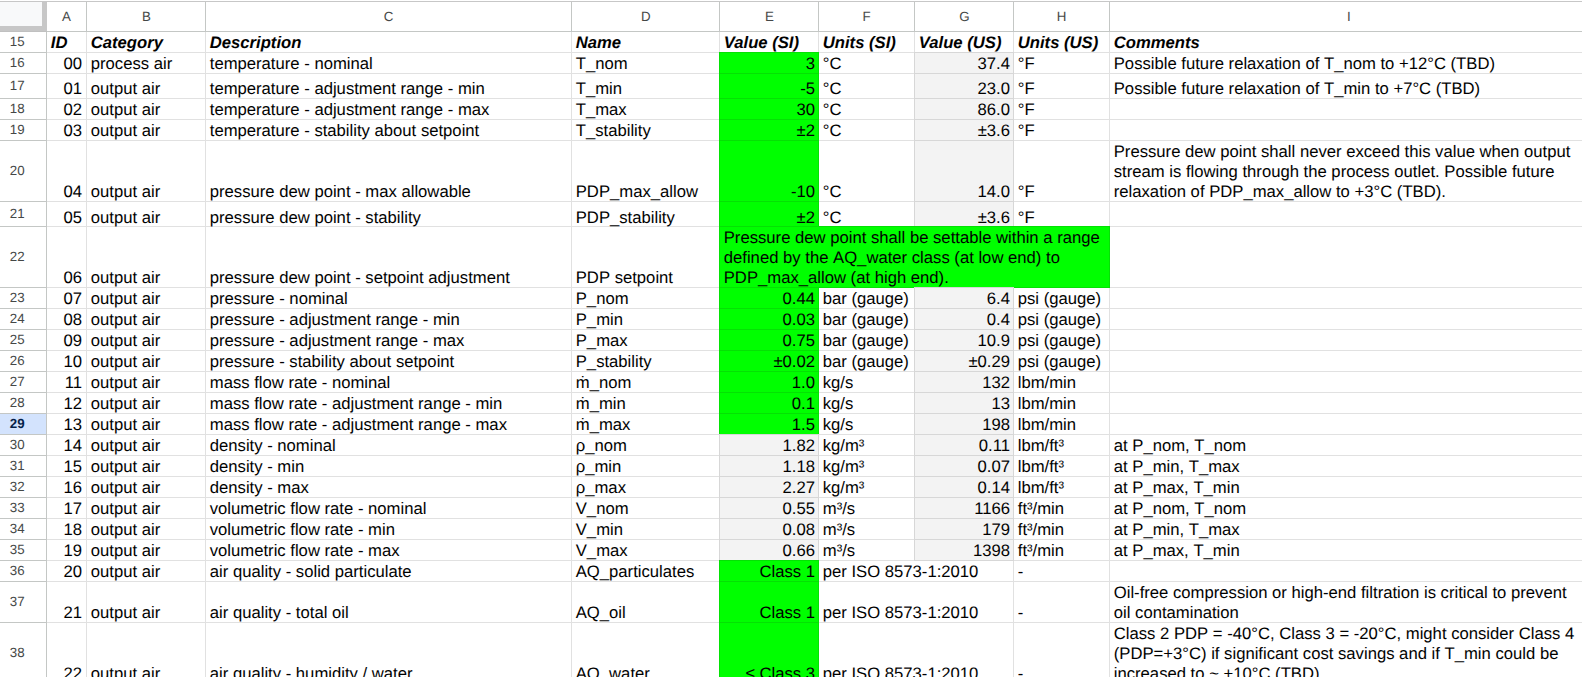 A B C D E F G H I
15 ID Category Description Name Value (SI) Units (SI) Value (US) Units (US) Comments
16 00 process air temperature - nominal T_nom 3 °C 37.4 °F Possible future relaxation of T_nom to +12°C (TBD)
17 01 output air temperature - adjustment range - min T_min -5 °C 23.0 °F Possible future relaxation of T_min to +7°C (TBD)
18 02 output air temperature - adjustment range - max T_max 30 °C 86.0 °F
19 03 output air temperature - stability about setpoint T_stability ±2 °C ±3.6 °F
Pressure dew point shall never exceed this value when output
20 stream is flowing through the process outlet. Possible future
04 output air pressure dew point - max allowable PDP_max_allow -10 °C 14.0 °F relaxation of PDP_max_allow to +3°C (TBD).
21 05 output air pressure dew point - stability PDP_stability ±2 °C ±3.6 °F
Pressure dew point shall be settable within a range
22 defined by the AQ_water class (at low end) to
06 output air pressure dew point - setpoint adjustment PDP setpoint PDP_max_allow (at high end).
23 07 output air pressure - nominal P_nom 0.44 bar (gauge) 6.4 psi (gauge)
24 08 output air pressure - adjustment range - min P_min 0.03 bar (gauge) 0.4 psi (gauge)
25 09 output air pressure - adjustment range - max P_max 0.75 bar (gauge) 10.9 psi (gauge)
26 10 output air pressure - stability about setpoint P_stability ±0.02 bar (gauge) ±0.29 psi (gauge)
27 11 output air mass flow rate - nominal ṁ_nom 1.0 kg/s 132 lbm/min
28 12 output air mass flow rate - adjustment range - min ṁ_min 0.1 kg/s 13 lbm/min
29 13 output air mass flow rate - adjustment range - max ṁ_max 1.5 kg/s 198 lbm/min
30 14 output air density - nominal ρ_nom 1.82 kg/m³ 0.11 lbm/ft³ at P_nom, T_nom
31 15 output air density - min ρ_min 1.18 kg/m³ 0.07 lbm/ft³ at P_min, T_max
32 16 output air density - max ρ_max 2.27 kg/m³ 0.14 lbm/ft³ at P_max, T_min
33 17 output air volumetric flow rate - nominal V_nom 0.55 m³/s 1166 ft³/min at P_nom, T_nom
34 18 output air volumetric flow rate - min V_min 0.08 m³/s 179 ft³/min at P_min, T_max
35 19 output air volumetric flow rate - max V_max 0.66 m³/s 1398 ft³/min at P_max, T_min
36 20 output air air quality - solid particulate AQ_particulates Class 1 per ISO 8573-1:2010 -
37 Oil-free compression or high-end filtration is critical to prevent
21 output air air quality - total oil AQ_oil Class 1 per ISO 8573-1:2010 - oil contamination
Class 2 PDP = -40°C, Class 3 = -20°C, might consider Class 4
38 (PDP=+3°C) if significant cost savings and if T_min could be
22 output air air quality - humidity / water AQ_water < Class 3 per ISO 8573-1:2010 - increased to ~ +10°C (TBD)